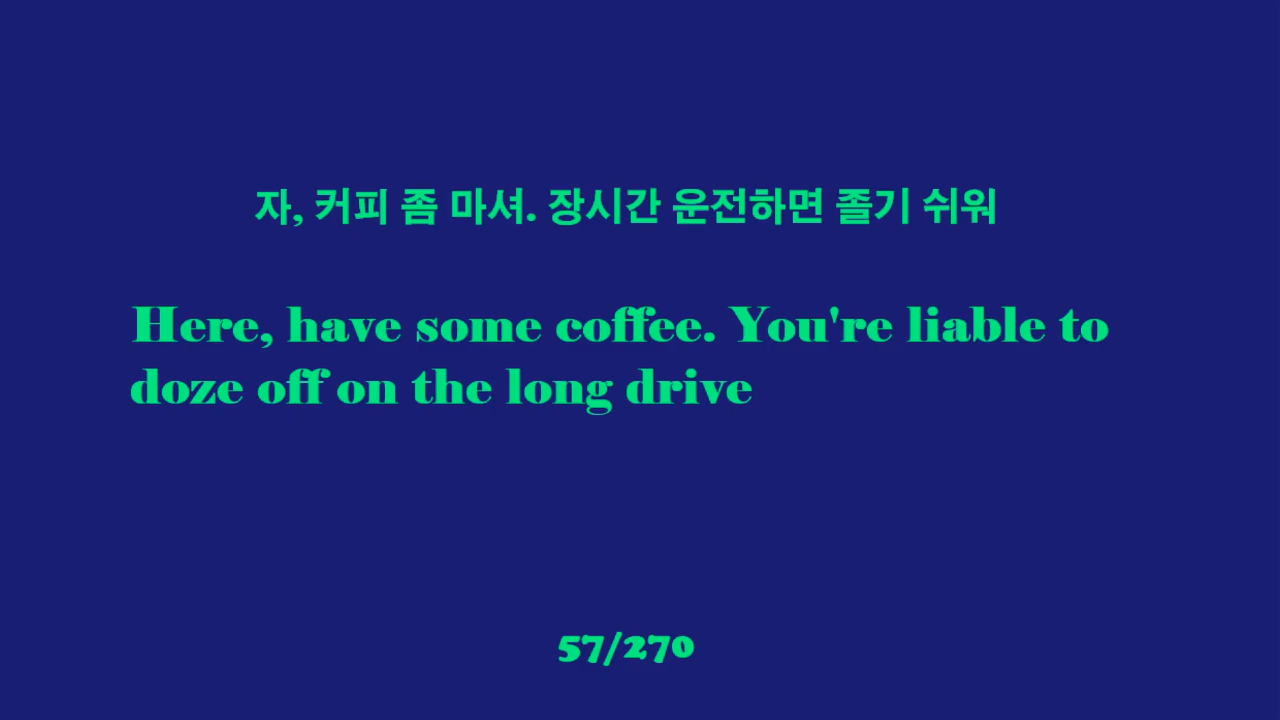 자, 커피 좀 마셔. 장시간 운전하면 졸기 쉬워
Here, have some coffee. You're liable to
doze off on the long drive
57/270